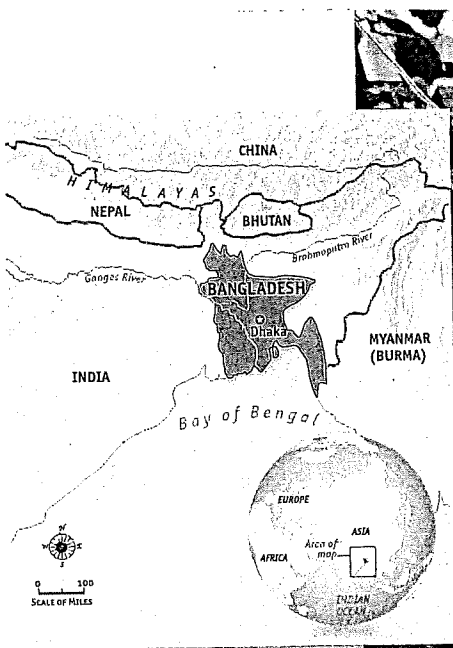 CHINA
HIMALAYAS
NEPAL
BHUTAN
Brahmaputra River
Ganges River
BANGLADESH
Dhaka
MYANMAR
(BURMA)
INDIA
Bay of Bengal
EUROPE
ASIA
Area of
map
AFRICA
INDIAN
OCEAN
N
W
S
0 100
SCALE OF MILES